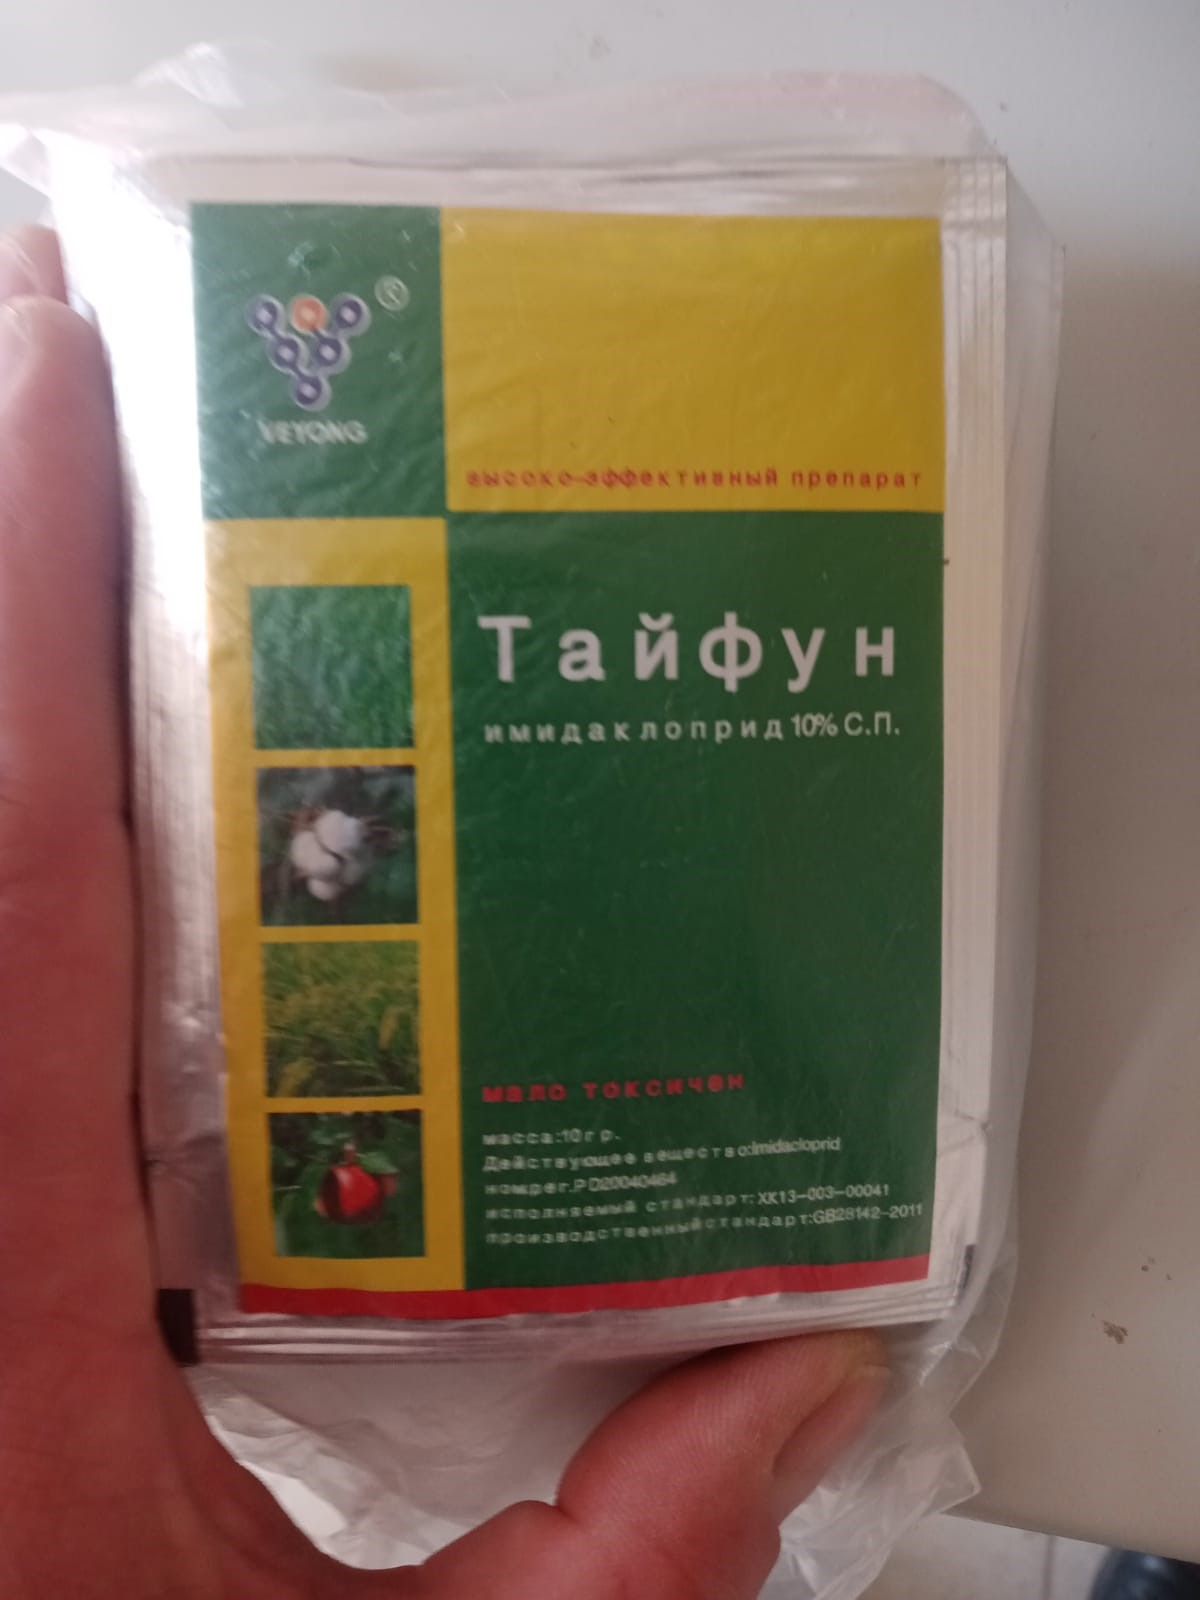 ®
VEYONG
высоко-эффективный препарат
Тайфун
имидаклоприд 10% С.П.
мало токсичен
масса:10гр.
Действующее вещество:Imidacloprid
номрег.PD20040464
исполняемый стандарт:XK13-003-00041
производственный стандарт:GB28142-2011